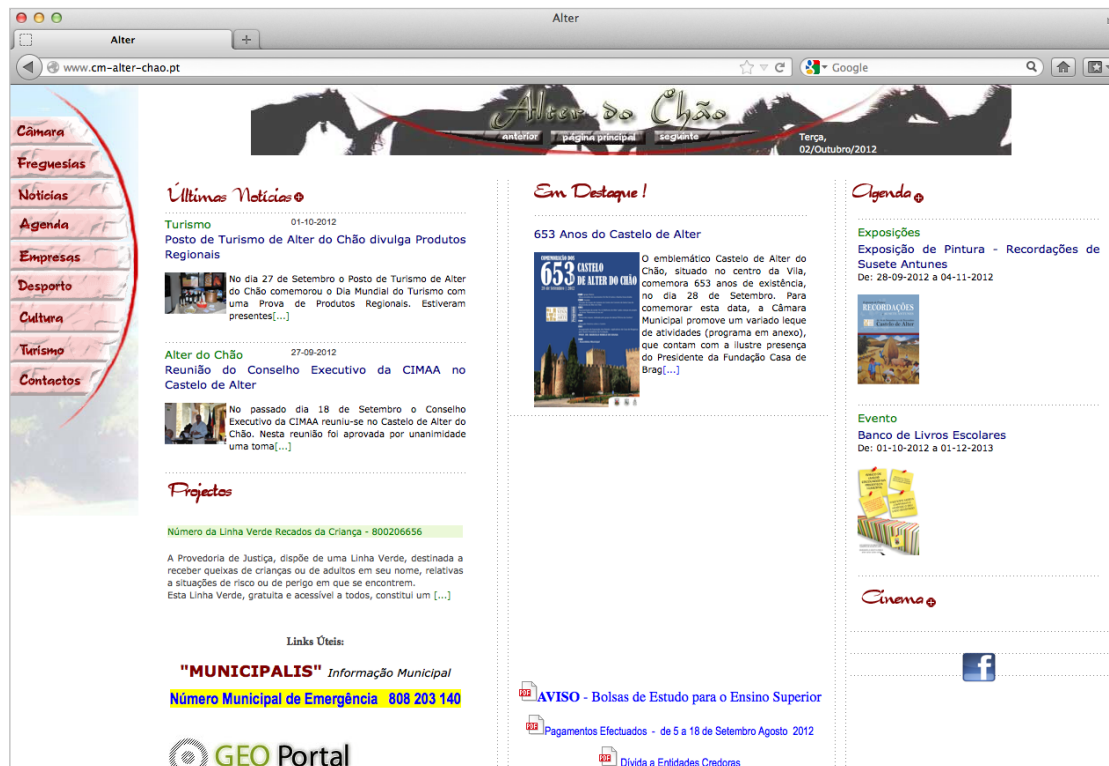 Alter
Alter
www.cm-alter-chao.pt
Google
Alter do Chão
anterior página principal seguinte
Terça,
02/Outubro/2012
Câmara
Freguesias
Notícias
Agenda
Empresas
Desporto
Cultura
Turismo
Contactos
Últimas Notícias
Turismo 01-10-2012
Posto de Turismo de Alter do Chão divulga Produtos
Regionais
No dia 27 de Setembro o Posto de Turismo de Alter
do Chão comemorou o Dia Mundial do Turismo com
uma Prova de Produtos Regionais. Estiveram
presentes[...]
Alter do Chão 27-09-2012
Reunião do Conselho Executivo da CIMAA no
Castelo de Alter
No passado dia 18 de Setembro o Conselho
Executivo da CIMAA reuniu-se no Castelo de Alter do
Chão. Nesta reunião foi aprovada por unanimidade
uma toma[...]
Projectos
Número da Linha Verde Recados da Criança - 800206656
A Provedoria de Justiça, dispõe de uma Linha Verde, destinada a
receber queixas de crianças ou de adultos em seu nome, relativas
a situações de risco ou de perigo em que se encontrem.
Esta Linha Verde, gratuita e acessível a todos, constitui um [...]
Links Úteis:
"MUNICIPALIS" Informação Municipal
Número Municipal de Emergência 808 203 140
GEO Portal
Em Destaque !
653 Anos do Castelo de Alter
COMEMORAÇÃO DOS
653 CASTELO
DE ALTER DO CHÃO
O emblemático Castelo de Alter do
Chão, situado no centro da Vila,
comemora 653 anos de existência,
no dia 28 de Setembro. Para
comemorar esta data, a Câmara
Municipal promove um variado leque
de atividades (programa em anexo),
que contam com a ilustre presença
do Presidente da Fundação Casa de
Brag[...]
PDF AVISO - Bolsas de Estudo para o Ensino Superior
PDF Pagamentos Efectuados - de 5 a 18 de Setembro Agosto 2012
PDF Dívida a Entidades Credoras
Agenda
Exposições
Exposição de Pintura - Recordações de
Susete Antunes
De: 28-09-2012 a 04-11-2012
RECORDAÇÕES
Castelo de Alter
Evento
Banco de Livros Escolares
De: 01-10-2012 a 01-12-2013
Cinema
f